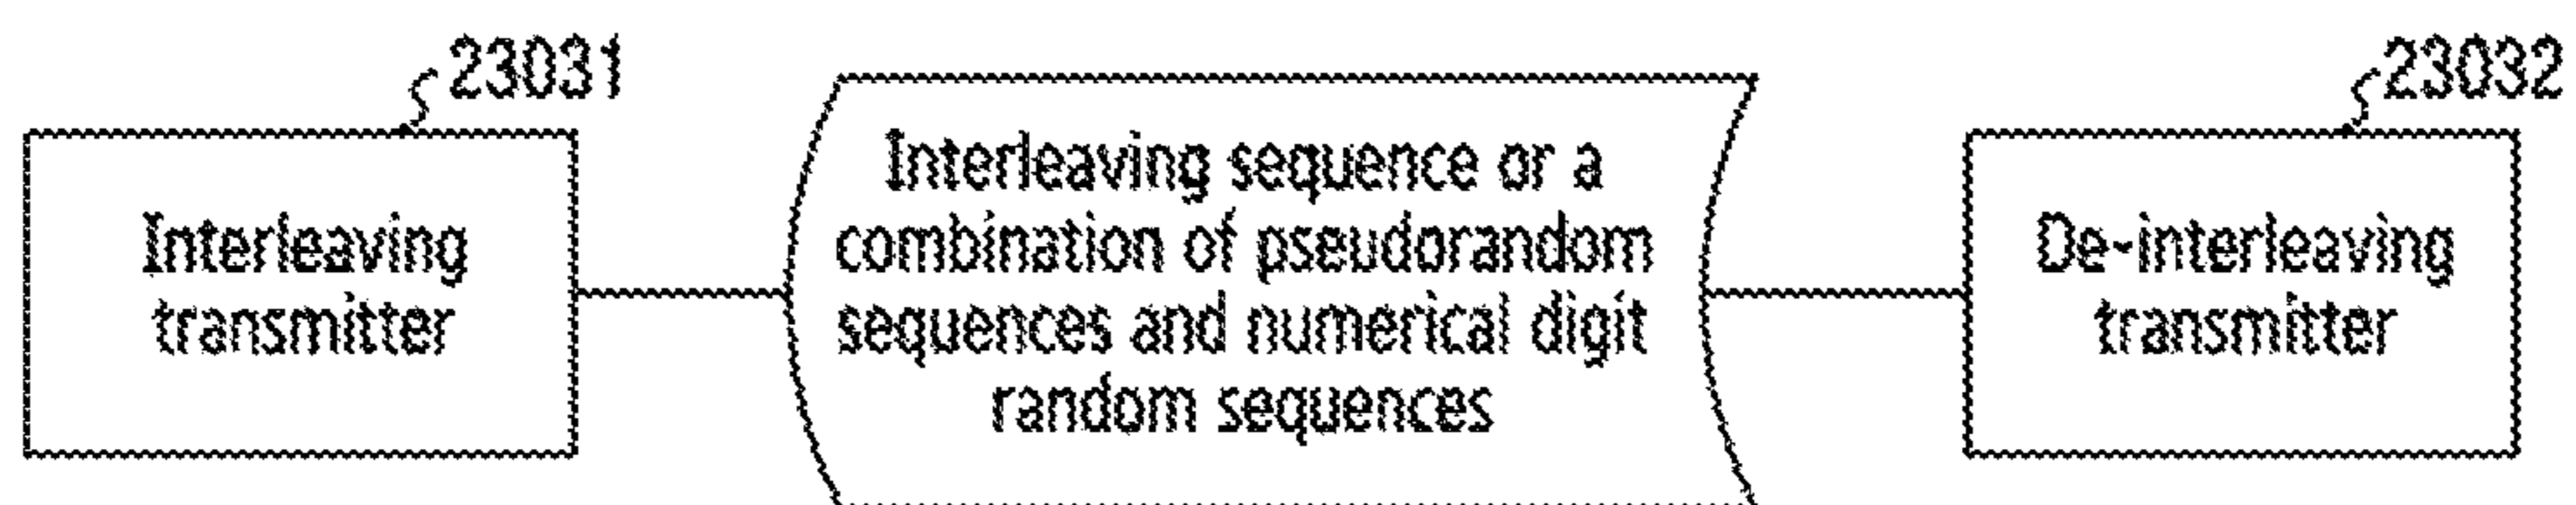 23031
Interleaving
transmitter
Interleaving sequence or a
combination of pseudorandom
sequences and numerical digit
random sequences
23032
De-interleaving
transmitter